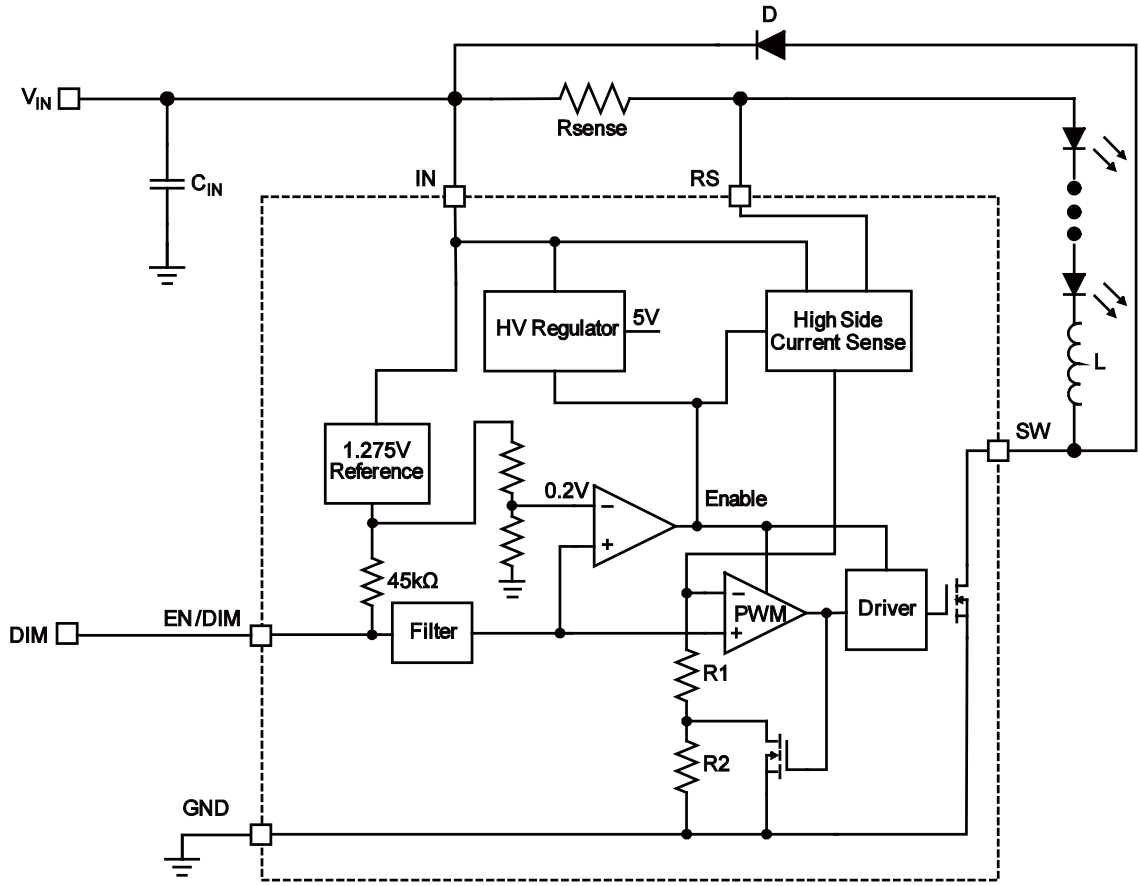 D
VIN
Rsense
CIN
IN
RS
HV Regulator
5V
High Side
Current Sense
L
1.275V
Reference
SW
0.2V
−
+
Enable
45kΩ
DIM
EN/DIM
Filter
−
PWM
+
Driver
R1
R2
GND